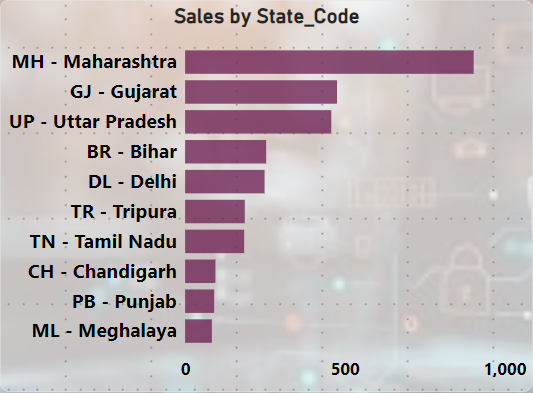 Sales by State_Code
MH - Maharashtra
GJ - Gujarat
UP - Uttar Pradesh
BR - Bihar
DL - Delhi
TR - Tripura
TN - Tamil Nadu
CH - Chandigarh
PB - Punjab
ML - Meghalaya
0 500 1,000